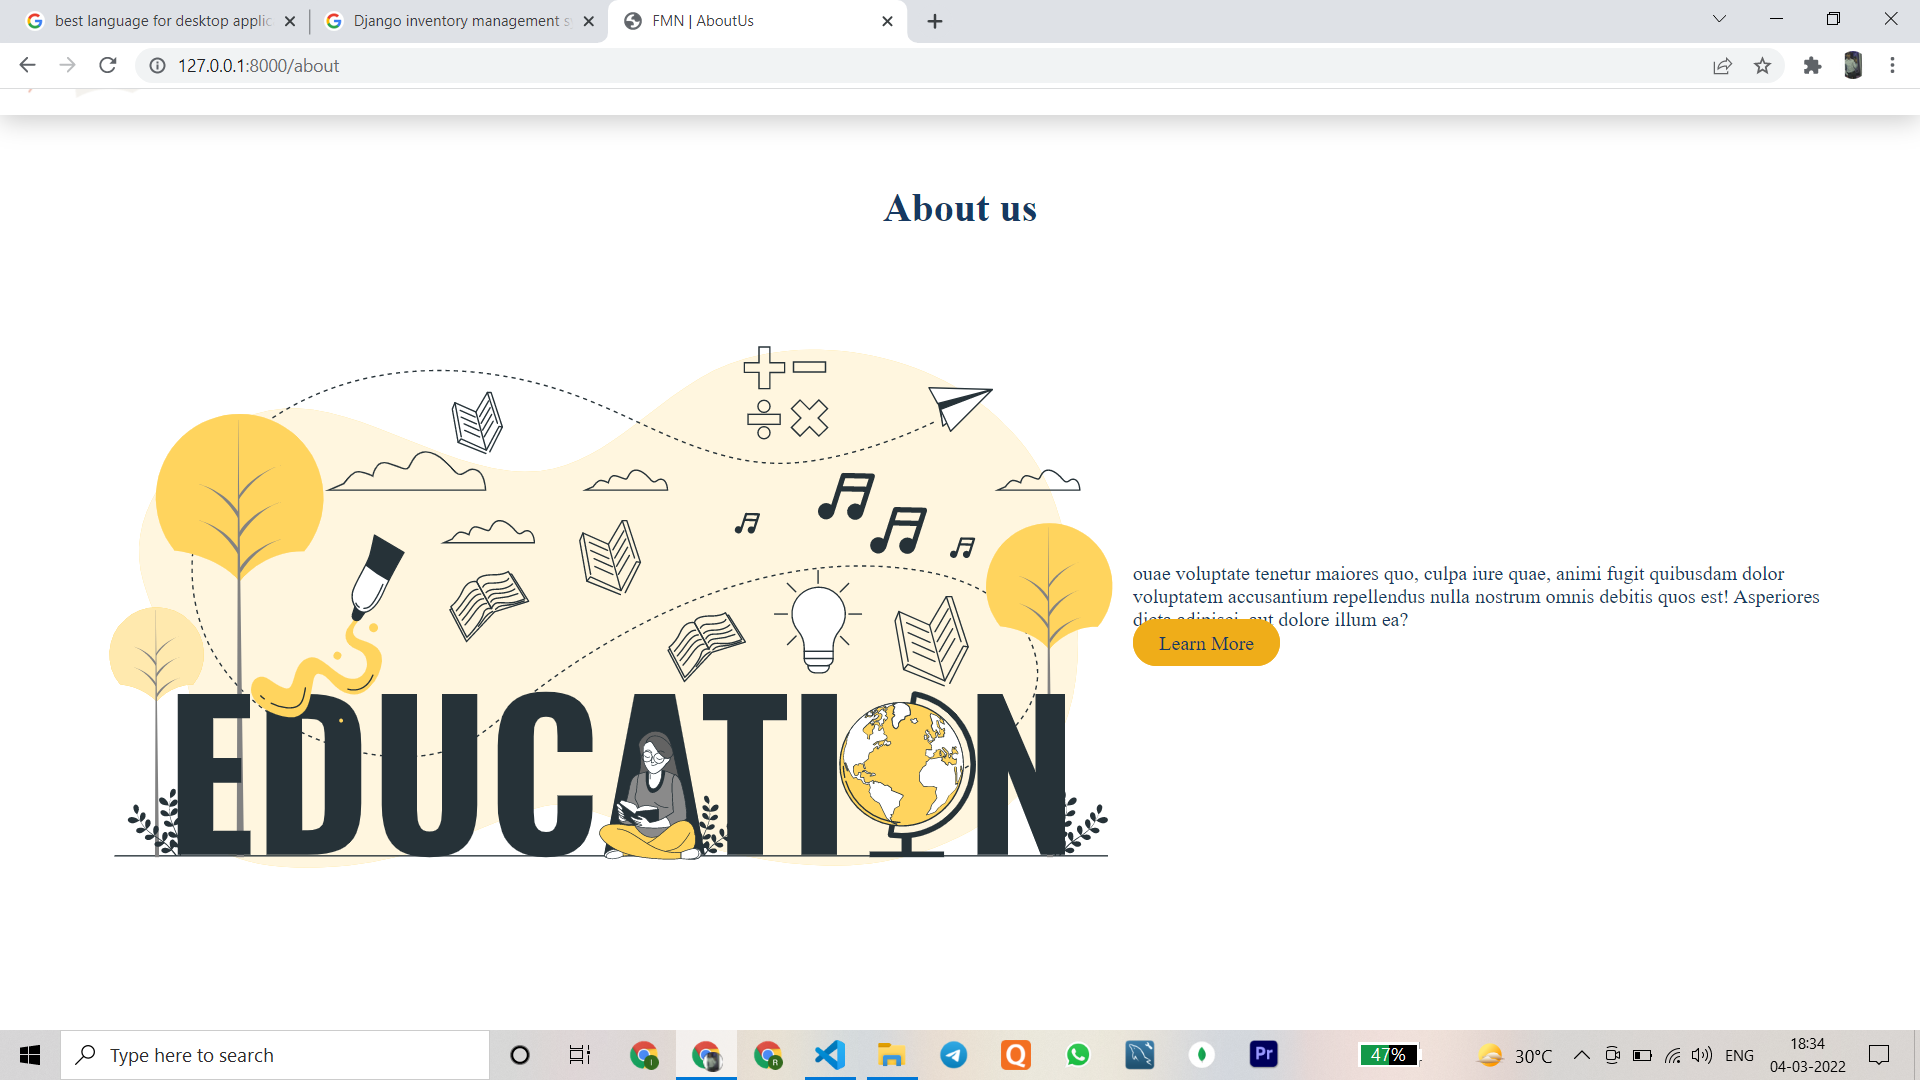 best language for desktop applic
Django inventory management s
FMN | AboutUs
127.0.0.1:8000/about
About us
EDUCATION
ouae voluptate tenetur maiores quo, culpa iure quae, animi fugit quibusdam dolor
voluptatem accusantium repellendus nulla nostrum omnis debitis quos est! Asperiores
dolore illum ea?
Learn More
Type here to search
Pr
47%
30°C
ENG
18:34
04-03-2022